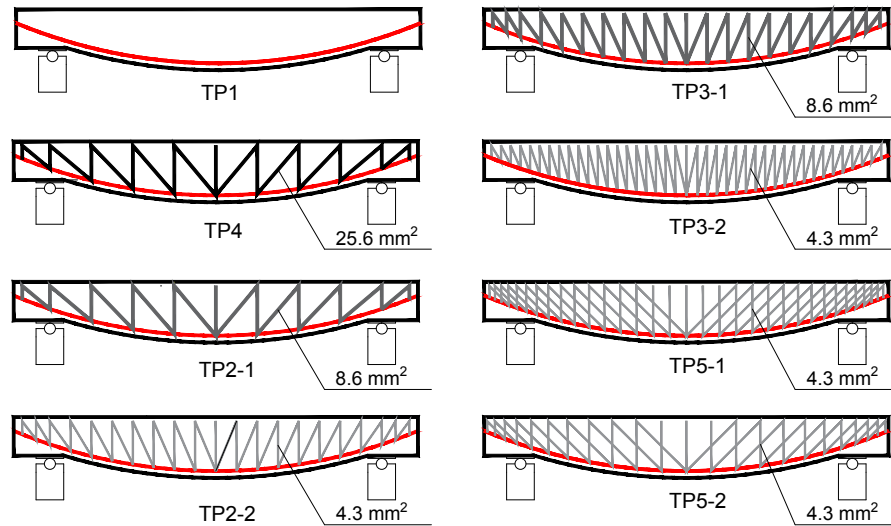 TP1
TP3-1
8.6 mm²
TP4
25.6 mm²
TP3-2
4.3 mm²
TP2-1
8.6 mm²
TP5-1
4.3 mm²
TP2-2
4.3 mm²
TP5-2
4.3 mm²